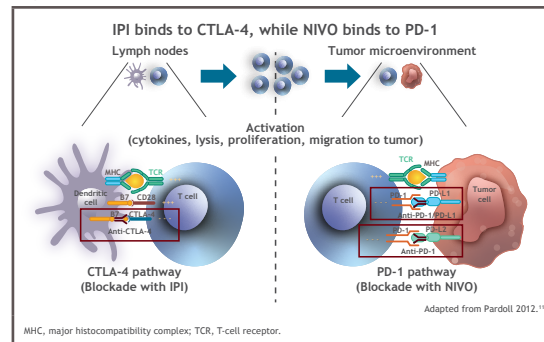 IPI binds to CTLA-4, while NIVO binds to PD-1
Lymph nodes
Tumor microenvironment
Activation
(cytokines, lysis, proliferation, migration to tumor)
MHC
TCR
Dendritic
cell
B7
CD28
T cell
+++
+++
B7
CTLA-4
---
Anti-CTLA-4
CTLA-4 pathway
(Blockade with IPI)
TCR
MHC
+++
T cell
Tumor
cell
PD-1
PD-L1
---
Anti-PD-1/PD-L1
PD-1
PD-L2
---
Anti-PD-1
PD-1 pathway
(Blockade with NIVO)
Adapted from Pardoll 2012.¹¹
MHC, major histocompatibility complex; TCR, T-cell receptor.